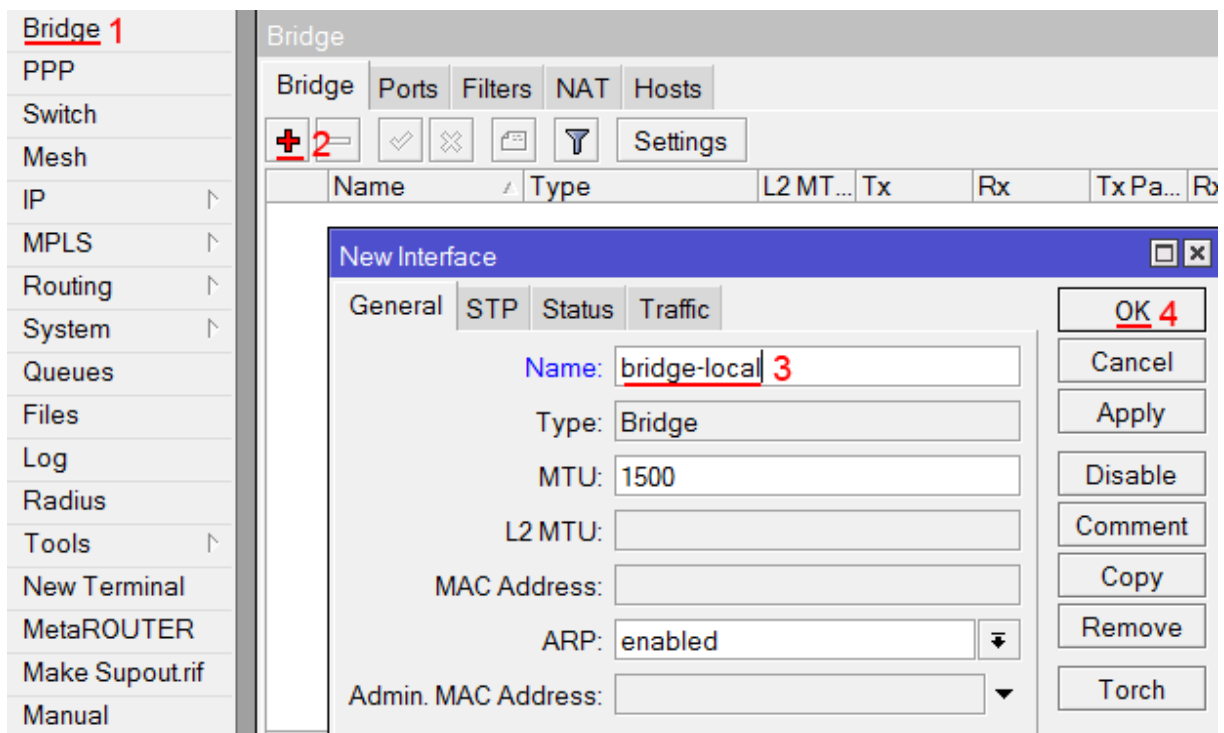 Bridge 1
PPP
Switch
Mesh
IP
MPLS
Routing
System
Queues
Files
Log
Radius
Tools
New Terminal
MetaROUTER
Make Supout.rif
Manual
Bridge
Bridge Ports Filters NAT Hosts
2 Settings
Name Type L2 MT... Tx Rx Tx Pa... Rx
New Interface
General STP Status Traffic
Name: bridge-local 3
Type: Bridge
MTU: 1500
L2 MTU:
MAC Address:
ARP: enabled
Admin. MAC Address:
OK 4
Cancel
Apply
Disable
Comment
Copy
Remove
Torch